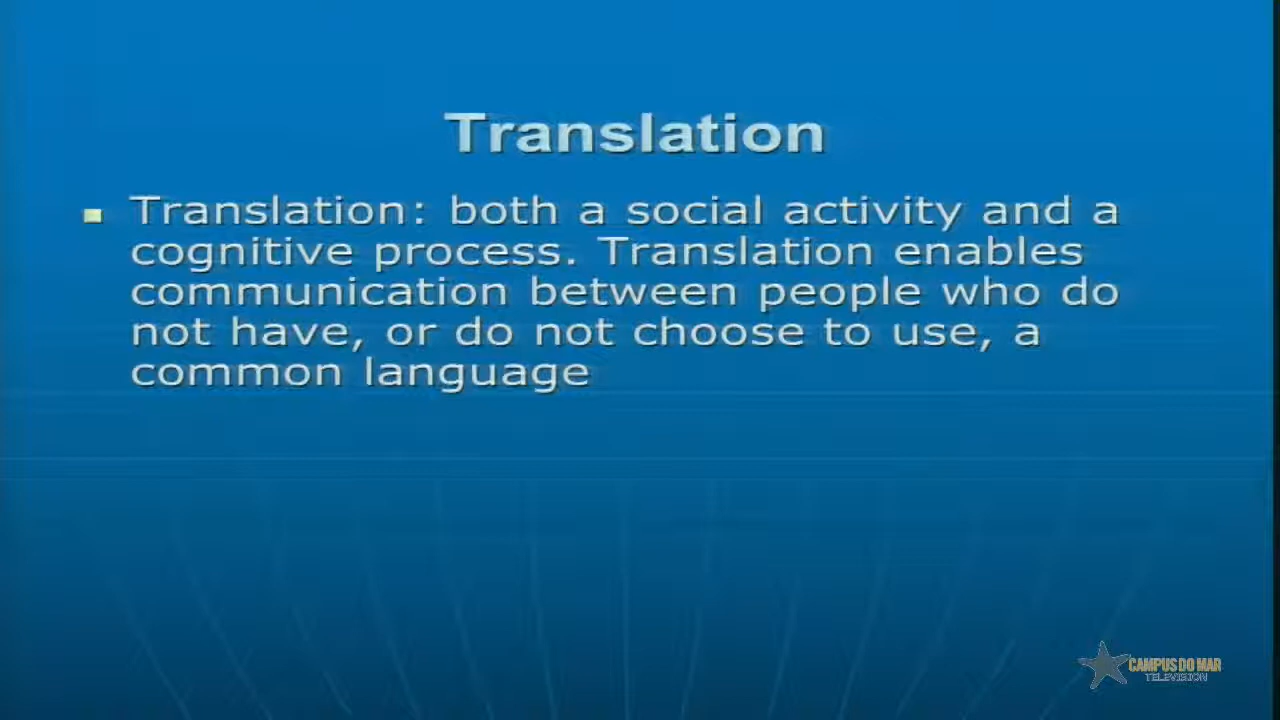 Translation
Translation: both a social activity and a
cognitive process. Translation enables
communication between people who do
not have, or do not choose to use, a
common language
CAMPUS DO MAR
TELEVISION